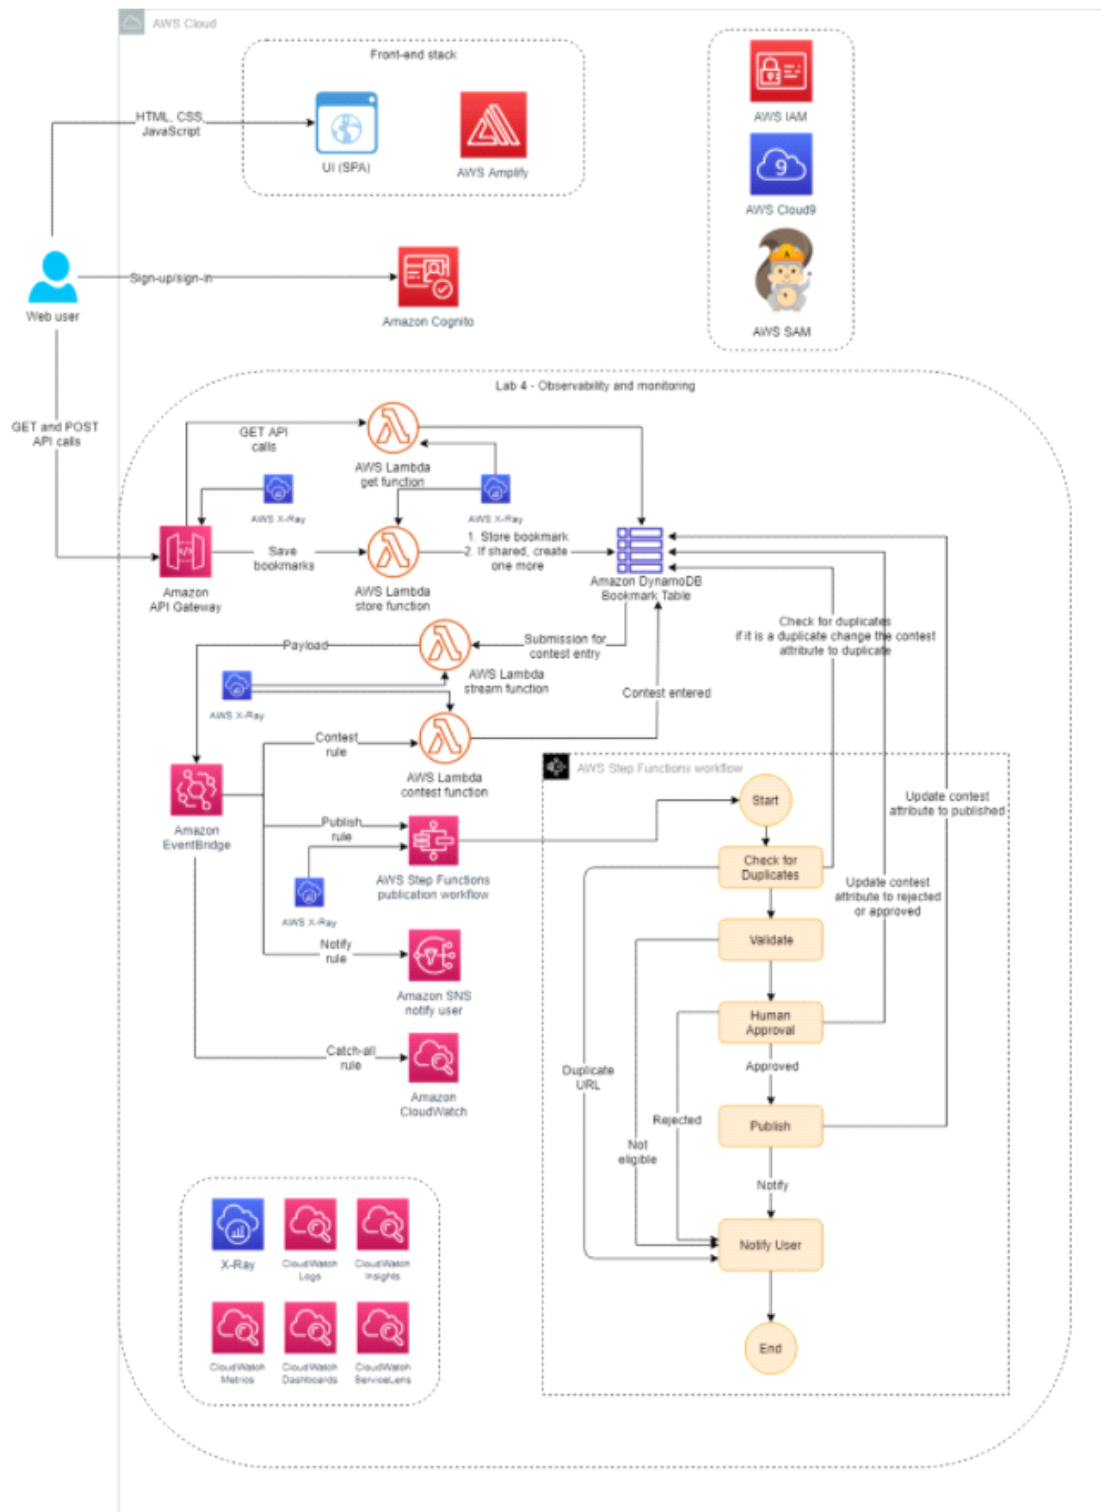 AWS Cloud
Front-end stack
HTML, CSS,
JavaScript
UI (SPA)
AWS Amplify
AWS IAM
9
AWS Cloud9
AWS SAM
Web user
Sign-up/sign-in
Amazon Cognito
Lab 4 - Observability and monitoring
GET and POST
API calls
GET API
calls
AWS Lambda
get function
AWS X-Ray
AWS X-Ray
Save
bookmarks
1. Store bookmark
2. If shared, create
one more
Amazon
API Gateway
AWS Lambda
store function
Amazon DynamoDB
Bookmark Table
Check for duplicates
if it is a duplicate change the contest
attribute to duplicate
Payload
Submission for
contest entry
AWS Lambda
stream function
AWS X-Ray
Contest entered
Contest
rule
AWS Lambda
contest function
AWS Step Functions workflow
Start
Amazon
EventBridge
Publish
rule
AWS Step Functions
publication workflow
AWS X-Ray
Update contest
attribute to published
Check for
Duplicates
Update contest
attribute to rejected
or approved
Validate
Notify
rule
Amazon SNS
notify user
Human
Approval
Catch-all
rule
Amazon
CloudWatch
Duplicate
URL
Approved
Rejected
Publish
Not
eligible
Notify
Notify User
End
X-Ray
CloudWatch
Logs
CloudWatch
Insights
CloudWatch
Metrics
CloudWatch
Dashboards
CloudWatch
ServiceLens